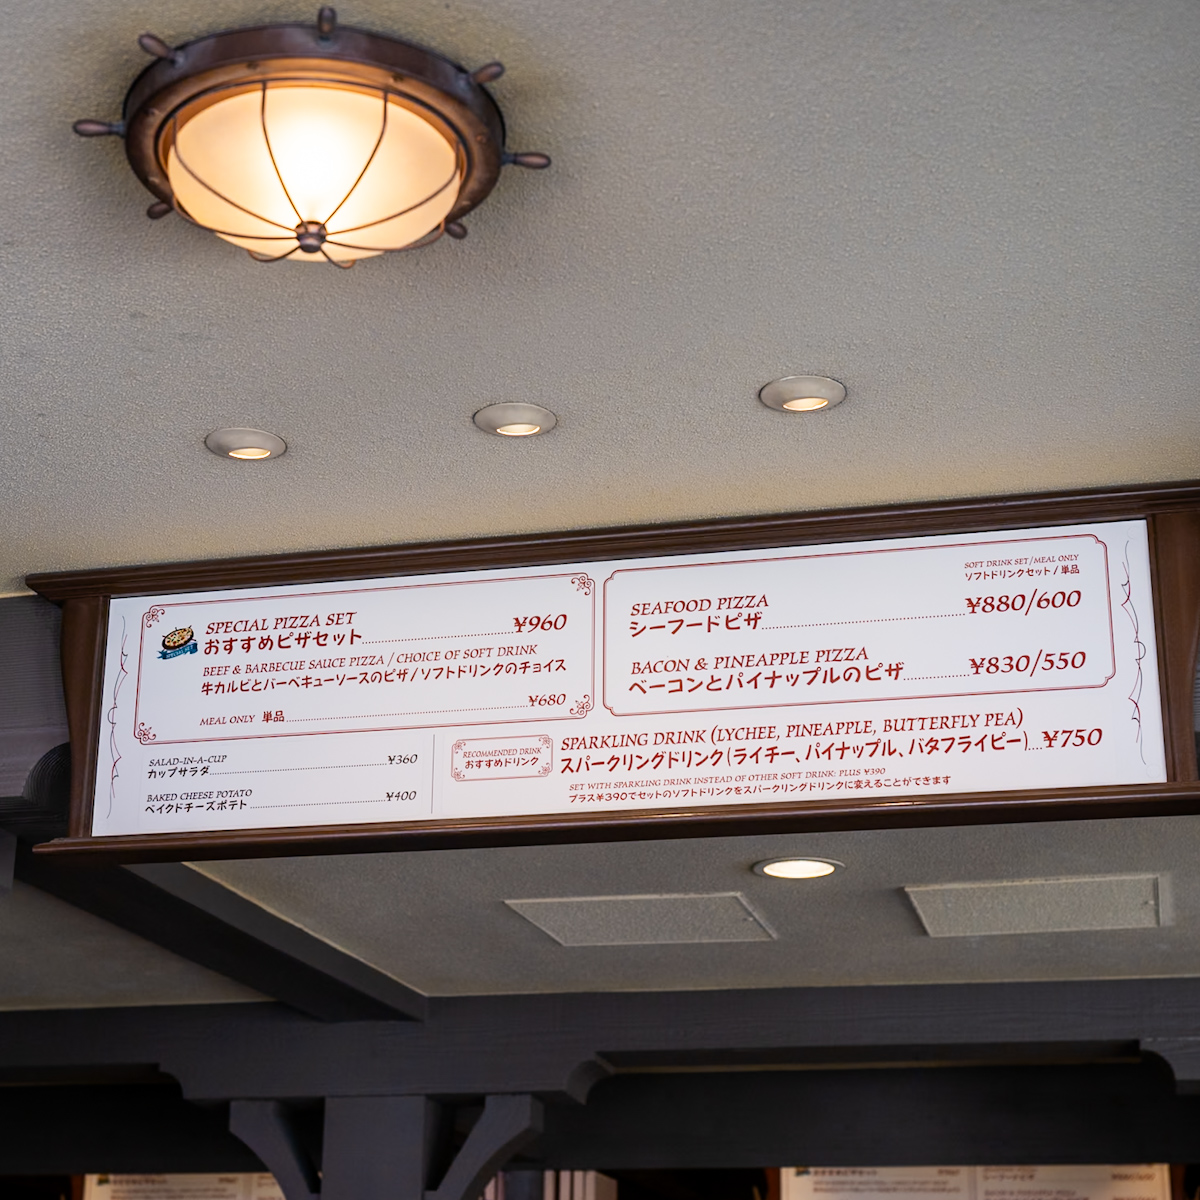 SPECIAL PIZZA SET
おすすめピザセット ¥960
BEEF & BARBECUE SAUCE PIZZA / CHOICE OF SOFT DRINK
牛カルビとバーベキューソースのピザ / ソフトドリンクのチョイス
MEAL ONLY 単品 ¥680
SOFT DRINK SET / MEAL ONLY
ソフトドリンクセット / 単品
SEAFOOD PIZZA
シーフードピザ ¥880/600
BACON & PINEAPPLE PIZZA
ベーコンとパイナップルのピザ ¥830/550
SALAD-IN-A-CUP
カップサラダ ¥360
BAKED CHEESE POTATO
ベイクドチーズポテト ¥400
RECOMMENDED DRINK
おすすめドリンク
SPARKLING DRINK (LYCHEE, PINEAPPLE, BUTTERFLY PEA)
スパークリングドリンク(ライチー、パイナップル、バタフライピー) ¥750
SET WITH SPARKLING DRINK INSTEAD OF OTHER SOFT DRINK: PLUS ¥390
プラス¥390でセットのソフトドリンクをスパークリングドリンクに変えることができます